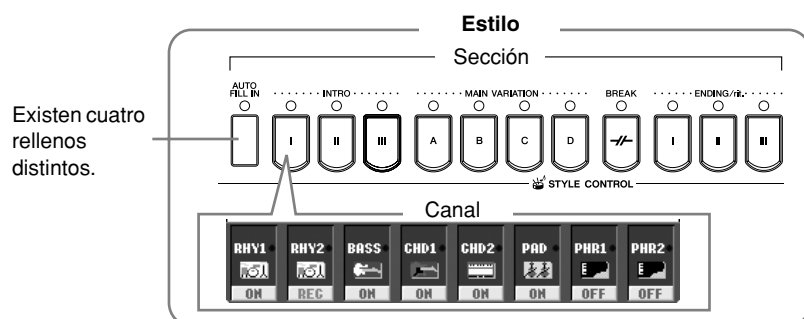 Estilo
Sección
AUTO
FILL IN
INTRO
MAIN VARIATION
BREAK
ENDING/rit.
Existen cuatro
rellenos
distintos.
I II III A B C D I II III
STYLE CONTROL
Canal
RHY1 RHY2 BASS CHD1 CHD2 PAD PHR1 PHR2
ON REC ON ON ON ON OFF OFF